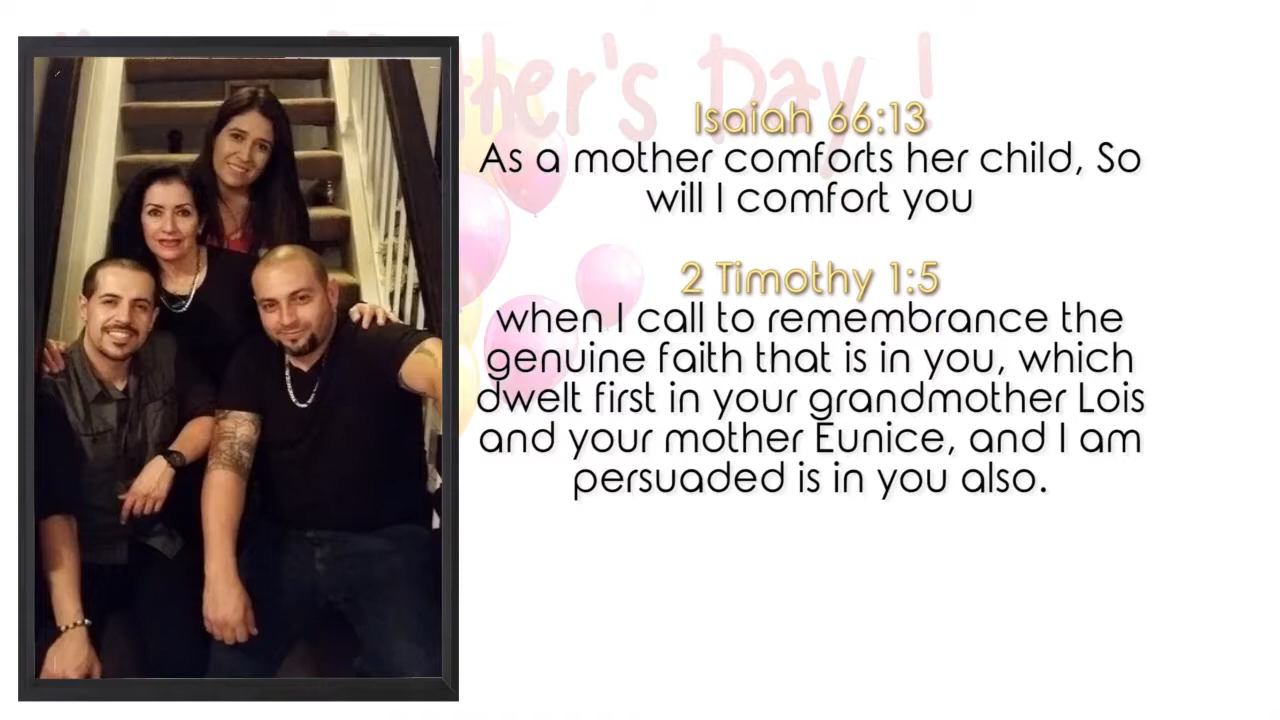 Mother's Day !
Isaiah 66:13
As a mother comforts her child, So
will I comfort you
2 Timothy 1:5
when I call to remembrance the
genuine faith that is in you, which
dwelt first in your grandmother Lois
and your mother Eunice, and I am
persuaded is in you also.